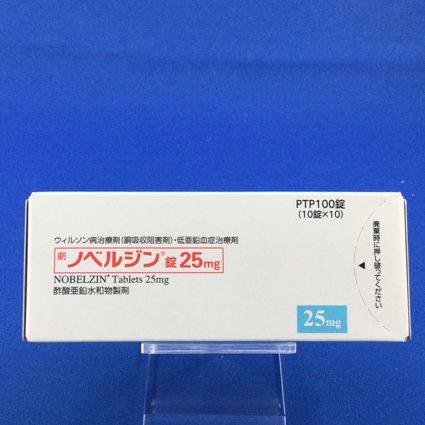 PTP100錠
(10錠×10)
ウィルソン病治療剤(銅吸収阻害剤)・低亜鉛血症治療剤
劇 ノベルジン®錠25mg
NOBELZIN® Tablets 25mg
酢酸亜鉛水和物製剤
25mg
廃棄時に押し破ってください